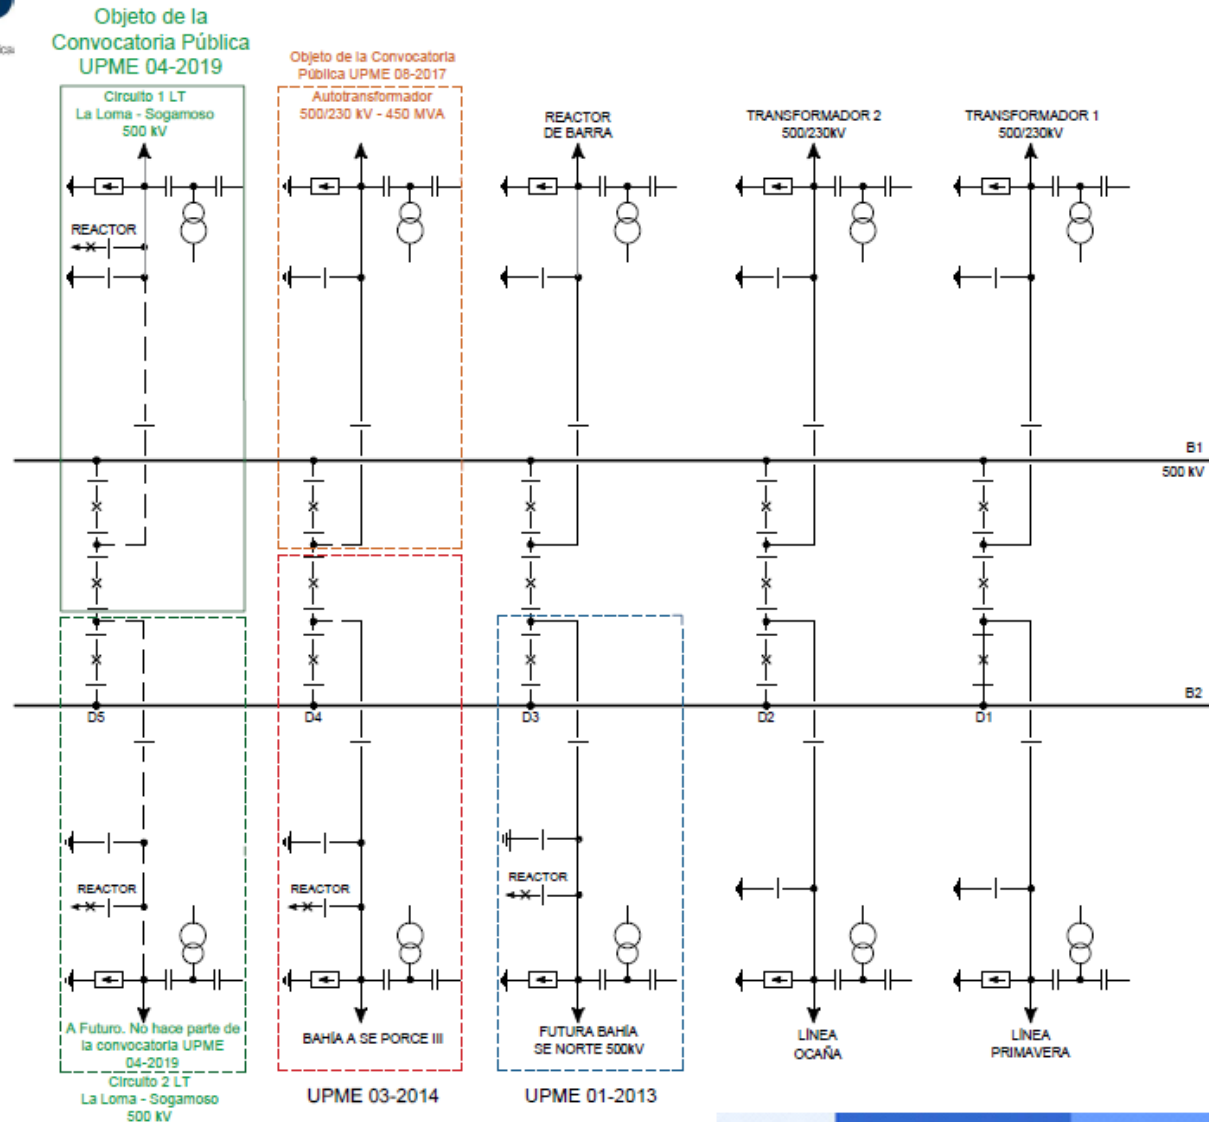 Objeto de la
Convocatoria Pública
UPME 04-2019
Objeto de la Convocatoria
Pública UPME 08-2017
Circuito 1 LT
La Loma - Sogamoso
500 kV
Autotransformador
500/230 kV - 450 MVA
REACTOR
DE BARRA
TRANSFORMADOR 2
500/230kV
TRANSFORMADOR 1
500/230kV
REACTOR
B1
500 kV
B2
D5
D4
D3
D2
D1
REACTOR
REACTOR
REACTOR
A Futuro. No hace parte de
la convocatoria UPME
04-2019
Circuito 2 LT
La Loma - Sogamoso
500 kV
BAHÍA A SE PORCE III
UPME 03-2014
FUTURA BAHÍA
SE NORTE 500kV
UPME 01-2013
LÍNEA
OCAÑA
LÍNEA
PRIMAVERA